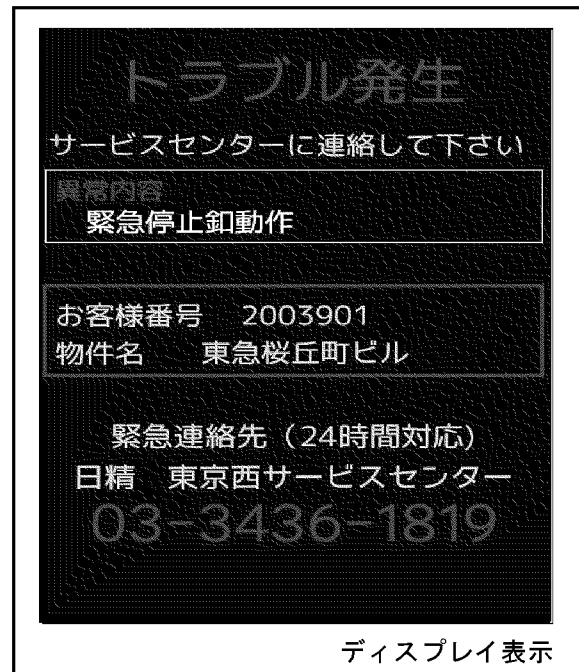 トラブル発生
サービスセンターに連絡して下さい
異常内容
緊急停止釦動作
お客様番号　2003901
物件名　東急桜丘町ビル
緊急連絡先（24時間対応）
日精　東京西サービスセンター
03-3436-1819
ディスプレイ表示